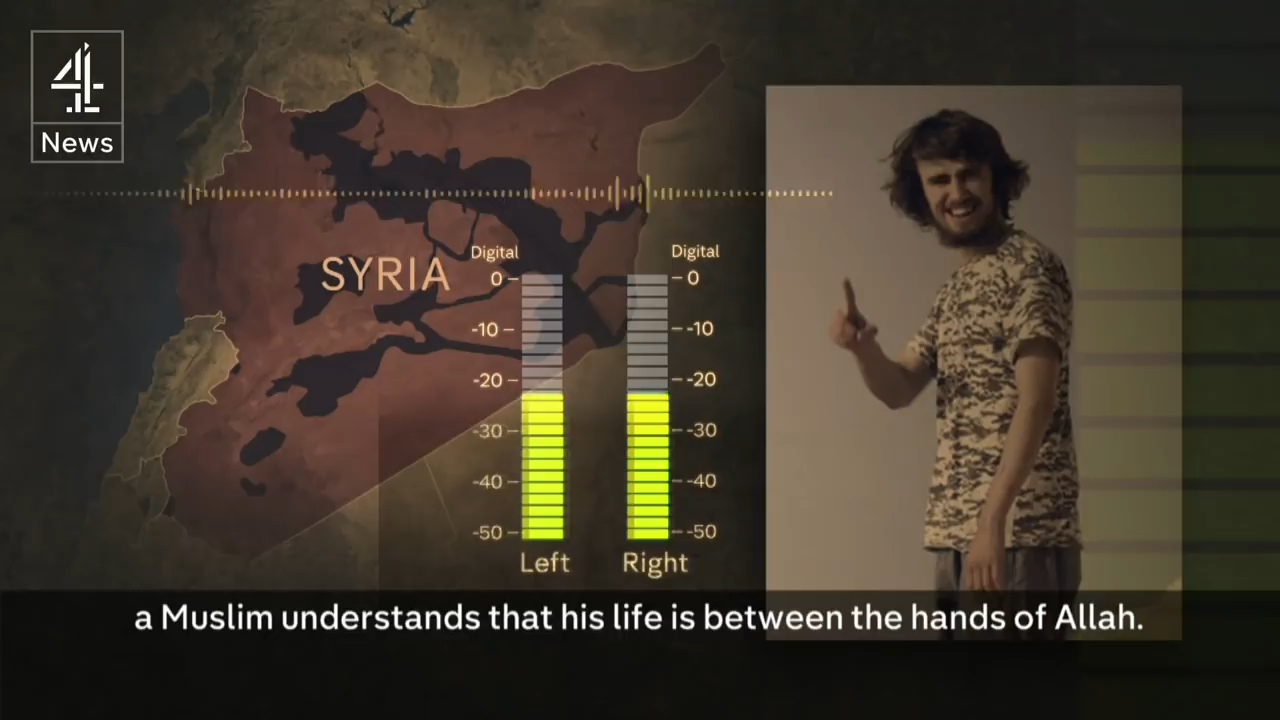 4
News
SYRIA
Digital
0
-10
-20
-30
-40
-50
Left
Digital
0
-10
-20
-30
-40
-50
Right
a Muslim understands that his life is between the hands of Allah.